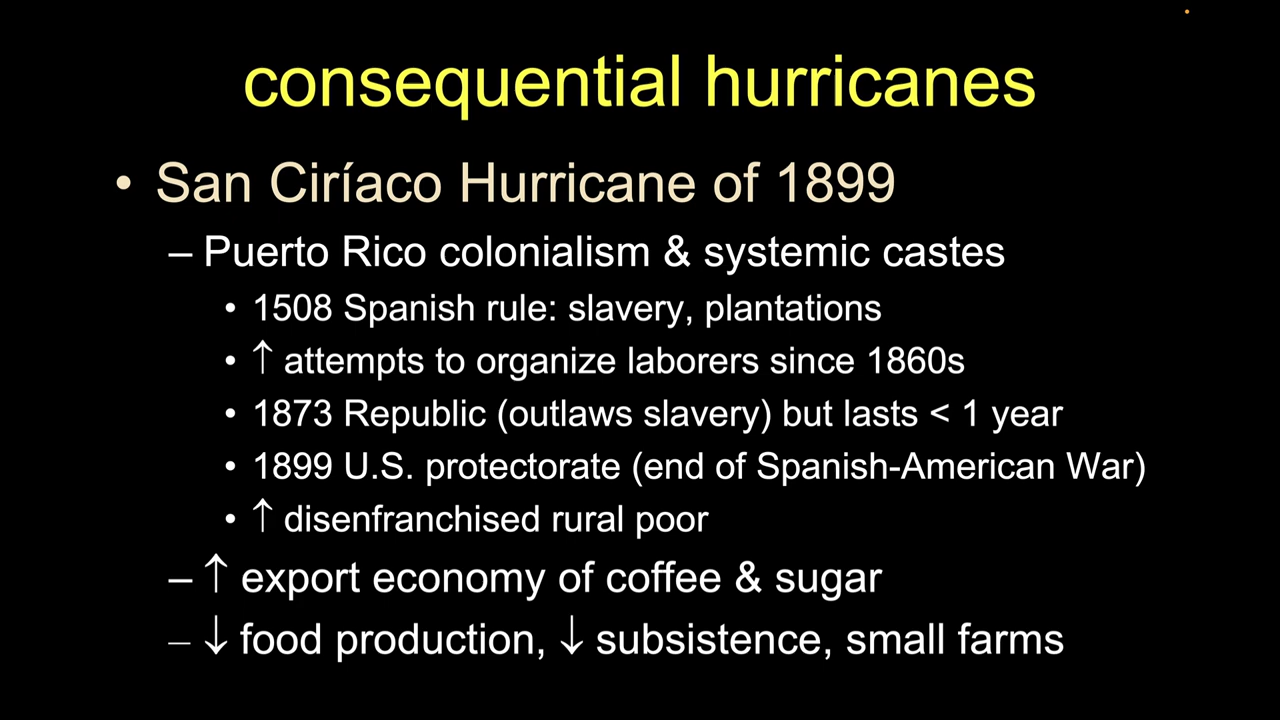 consequential hurricanes
• San Ciríaco Hurricane of 1899
– Puerto Rico colonialism & systemic castes
• 1508 Spanish rule: slavery, plantations
• ↑ attempts to organize laborers since 1860s
• 1873 Republic (outlaws slavery) but lasts < 1 year
• 1899 U.S. protectorate (end of Spanish-American War)
• ↑ disenfranchised rural poor
– ↑ export economy of coffee & sugar
– ↓ food production, ↓ subsistence, small farms